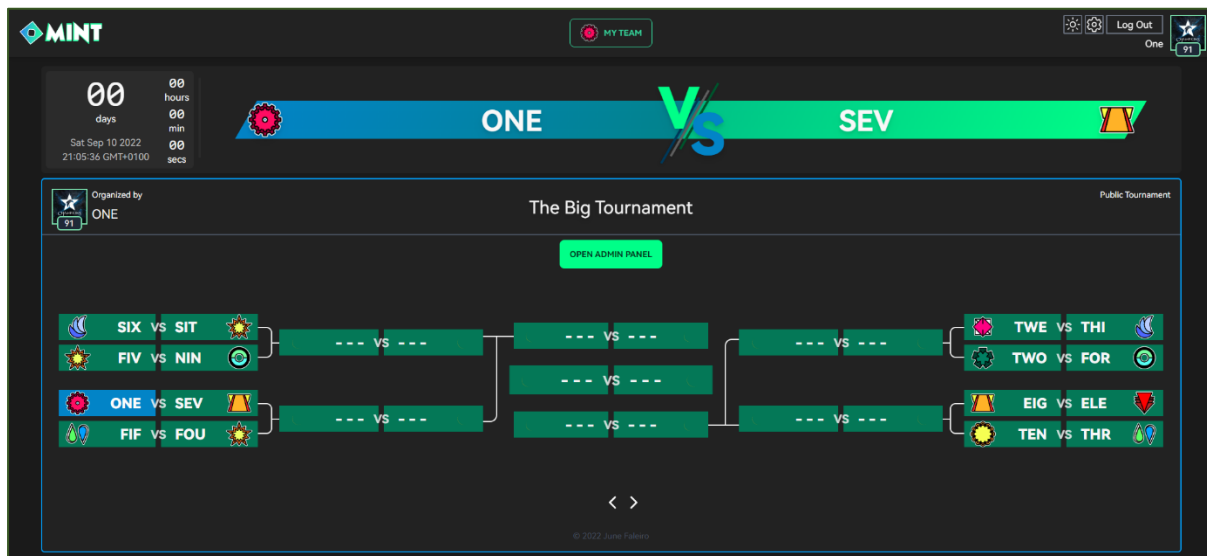 MINT
MY TEAM
Log Out
One
91
00
days
00
hours
00
min
00
secs
Sat Sep 10 2022
21:05:36 GMT+0100
ONE
VS
SEV
91
Organized by
ONE
The Big Tournament
Public Tournament
OPEN ADMIN PANEL
SIX VS SIT
FIV VS NIN
ONE VS SEV
FIF VS FOU
--- VS ---
--- VS ---
--- VS ---
--- VS ---
--- VS ---
--- VS ---
--- VS ---
TWE VS THI
TWO VS FOR
EIG VS ELE
TEN VS THR
< >
© 2022 June Faleiro